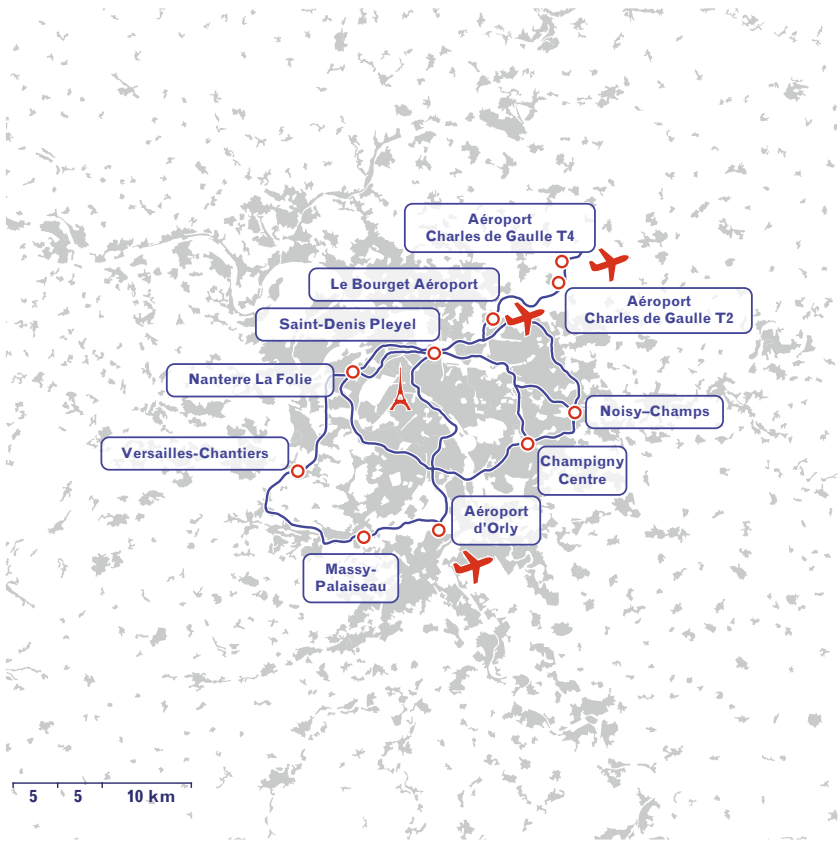 Aéroport
Charles de Gaulle T4
Le Bourget Aéroport
Aéroport
Charles de Gaulle T2
Saint-Denis Pleyel
Nanterre La Folie
Noisy–Champs
Versailles-Chantiers
Champigny
Centre
Aéroport
d'Orly
Massy-
Palaiseau
5 5 10 km